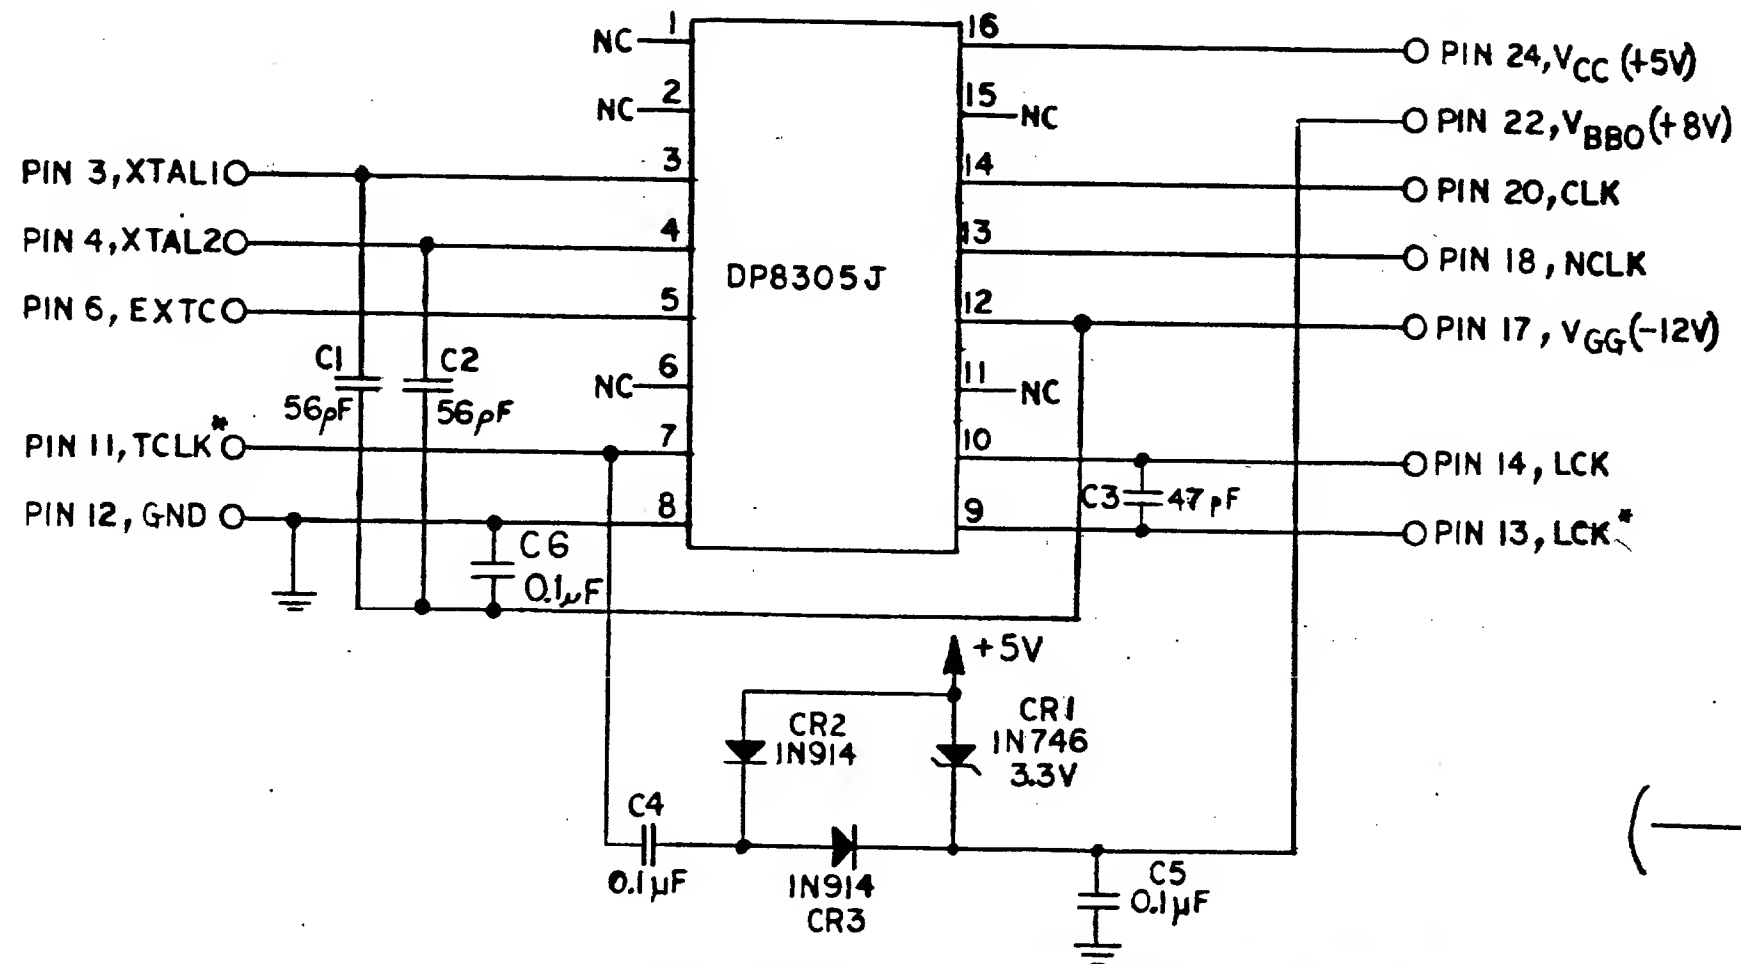 1
NC
2
NC
PIN 3, XTAL1
3
PIN 4, XTAL2
4
PIN 6, EXTC
5
NC
6
C1
56pF
C2
56pF
PIN 11, TCLK*
7
PIN 12, GND
8
C6
0.1µF
DP8305J
16
PIN 24, VCC (+5V)
15
NC
PIN 22, VBBO (+8V)
14
PIN 20, CLK
13
PIN 18, NCLK
12
PIN 17, VGG (-12V)
11
NC
10
PIN 14, LCK
C3
47pF
9
PIN 13, LCK*
+5V
CR2
1N914
CR1
1N746
3.3V
C4
0.1µF
1N914
CR3
C5
0.1µF